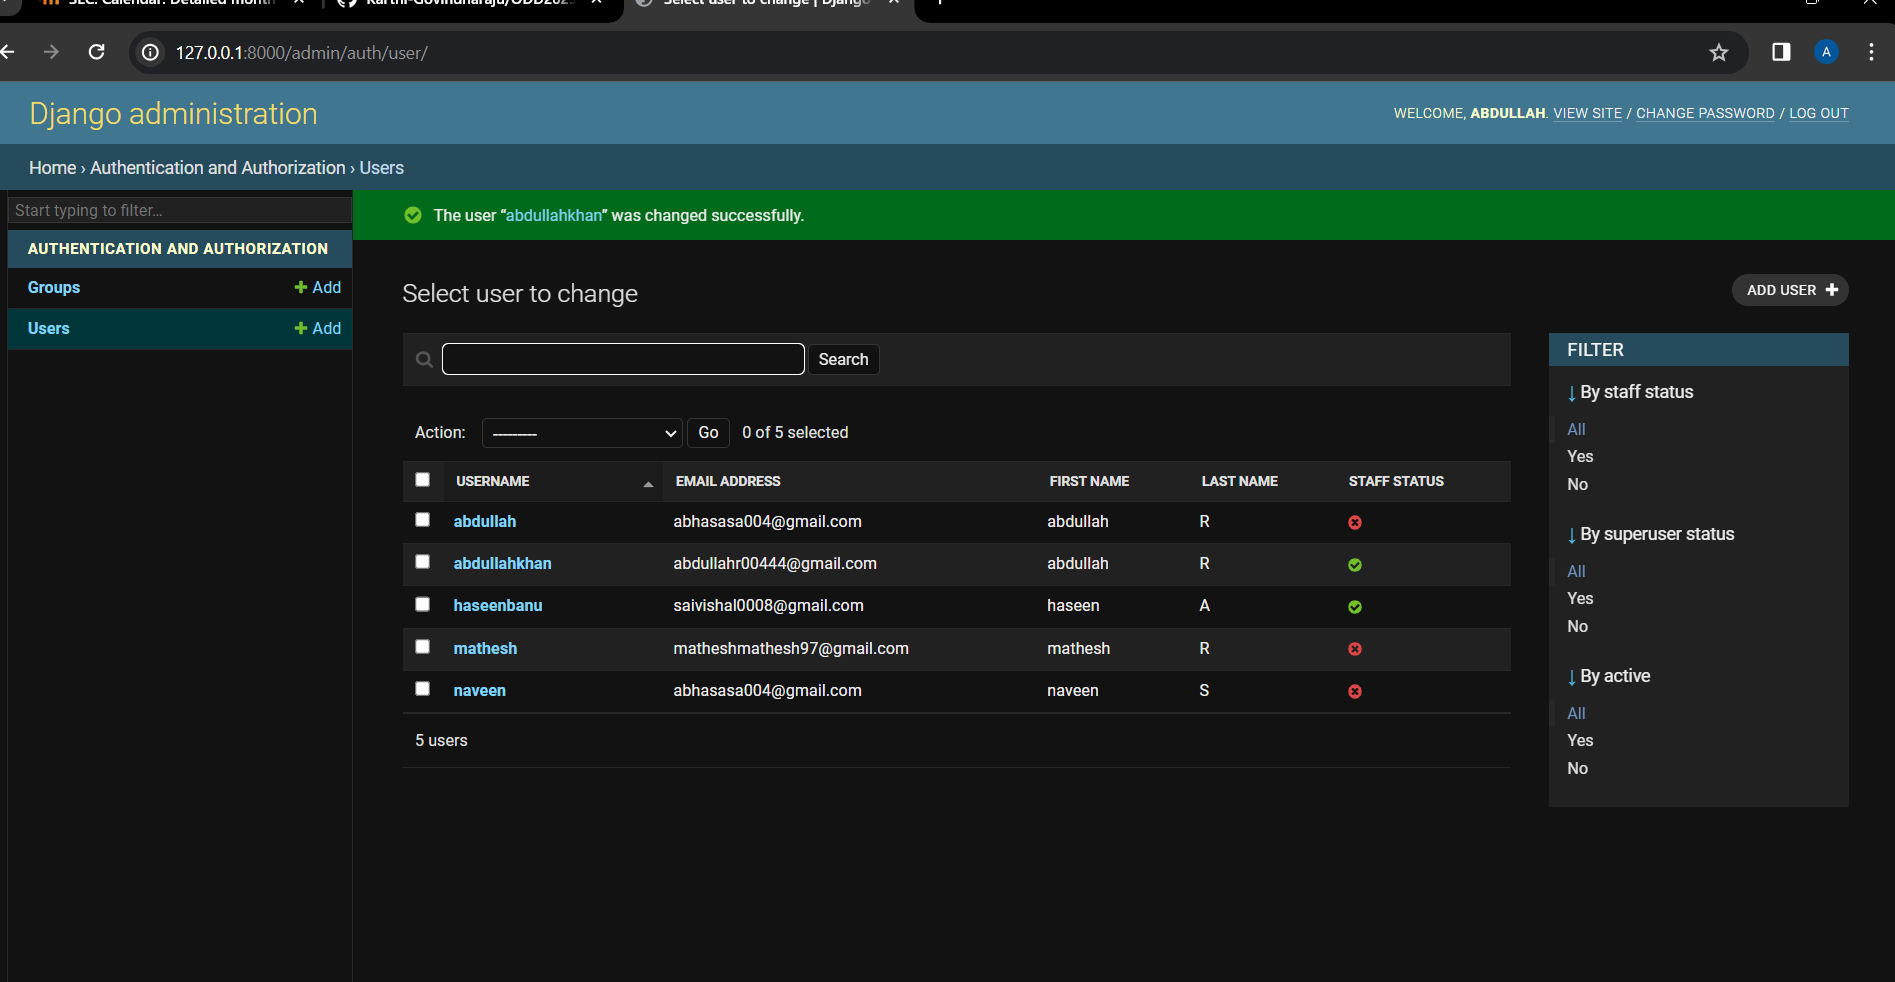 Select user to change | Django
127.0.0.1:8000/admin/auth/user/
A
Django administration
WELCOME, ABDULLAH. VIEW SITE / CHANGE PASSWORD / LOG OUT
Home › Authentication and Authorization › Users
Start typing to filter...
AUTHENTICATION AND AUTHORIZATION
Groups + Add
Users + Add
The user “abdullahkhan” was changed successfully.
Select user to change
ADD USER +
Search
Action: --------- Go 0 of 5 selected
USERNAME EMAIL ADDRESS FIRST NAME LAST NAME STAFF STATUS
abdullah abhasasa004@gmail.com abdullah R
abdullahkhan abdullahr00444@gmail.com abdullah R
haseenbanu saivishal0008@gmail.com haseen A
mathesh matheshmathesh97@gmail.com mathesh R
naveen abhasasa004@gmail.com naveen S
5 users
FILTER
↓ By staff status
All
Yes
No
↓ By superuser status
All
Yes
No
↓ By active
All
Yes
No